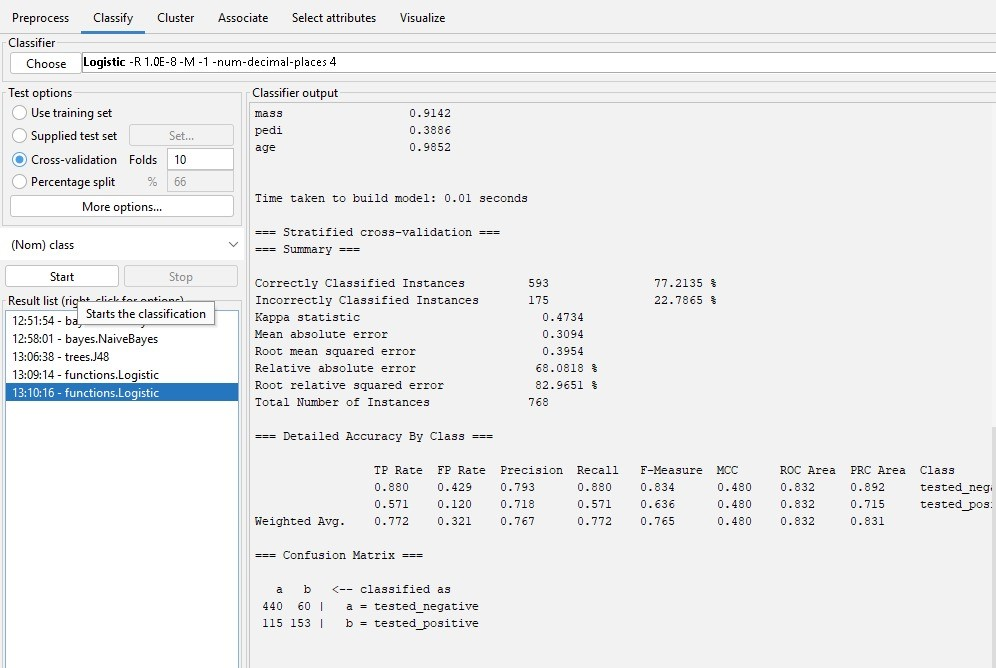 Preprocess Classify Cluster Associate Select attributes Visualize
Classifier
Choose Logistic -R 1.0E-8 -M -1 -num-decimal-places 4
Test options
Use training set
Supplied test set Set...
Cross-validation Folds 10
Percentage split % 66
More options...
(Nom) class
Start Stop
Result list (right-click for options)
Starts the classification
12:51:54 -
12:58:01 - bayes.NaiveBayes
13:06:38 - trees.J48
13:09:14 - functions.Logistic
13:10:16 - functions.Logistic
Classifier output
mass 0.9142
pedi 0.3886
age 0.9852
Time taken to build model: 0.01 seconds
=== Stratified cross-validation ===
=== Summary ===
Correctly Classified Instances 593 77.2135 %
Incorrectly Classified Instances 175 22.7865 %
Kappa statistic 0.4734
Mean absolute error 0.3094
Root mean squared error 0.3954
Relative absolute error 68.0818 %
Root relative squared error 82.9651 %
Total Number of Instances 768
=== Detailed Accuracy By Class ===
TP Rate FP Rate Precision Recall F-Measure MCC ROC Area PRC Area Class
0.880 0.429 0.793 0.880 0.834 0.480 0.832 0.892 tested_neg
0.571 0.120 0.718 0.571 0.636 0.480 0.832 0.715 tested_pos
Weighted Avg. 0.772 0.321 0.767 0.772 0.765 0.480 0.832 0.831
=== Confusion Matrix ===
a b <-- classified as
440 60 | a = tested_negative
115 153 | b = tested_positive